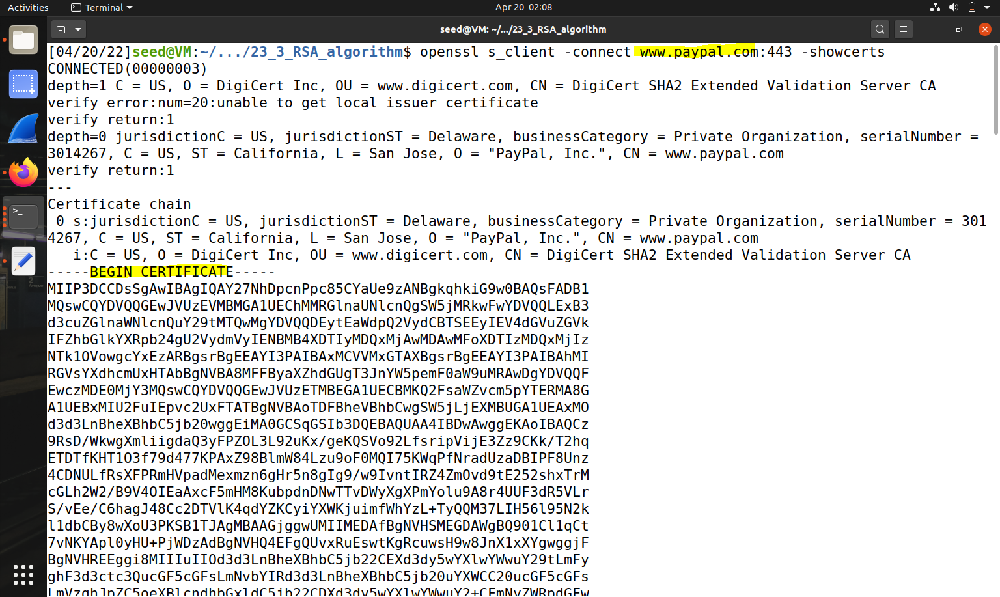 Activities Terminal Apr 20 02:08
seed@VM: ~/.../23_3_RSA_algorithm
[04/20/22]seed@VM:~/.../23_3_RSA_algorithm$ openssl s_client -connect www.paypal.com:443 -showcerts
CONNECTED(00000003)
depth=1 C = US, O = DigiCert Inc, OU = www.digicert.com, CN = DigiCert SHA2 Extended Validation Server CA
verify error:num=20:unable to get local issuer certificate
verify return:1
depth=0 jurisdictionC = US, jurisdictionST = Delaware, businessCategory = Private Organization, serialNumber =
3014267, C = US, ST = California, L = San Jose, O = "PayPal, Inc.", CN = www.paypal.com
verify return:1
---
Certificate chain
0 s:jurisdictionC = US, jurisdictionST = Delaware, businessCategory = Private Organization, serialNumber = 301
4267, C = US, ST = California, L = San Jose, O = "PayPal, Inc.", CN = www.paypal.com
i:C = US, O = DigiCert Inc, OU = www.digicert.com, CN = DigiCert SHA2 Extended Validation Server CA
-----BEGIN CERTIFICATE-----
MIIP3DCCDsSgAwIBAgIQAY27NhDpcnPpc85CYaUe9zANBgkqhkiG9w0BAQsFADB1
MQswCQYDVQQGEwJVUzEVMBMGA1UEChMMRGlnaUNlcnQgSW5jMRkwFwYDVQQLExB3
d3cuZGlnaWNlcnQuY29tMTQwMgYDVQQDEytEaWdpQ2VydCBTSEEyIEV4dGVuZGVk
IFZhbGlkYXRpb24gU2VydmVyIENBMB4XDTIyMDQxMjAwMDAwMFoXDTIzMDQxMjIz
NTk1OVowgcYxEzARBgsrBgEEAYI3PAIBAxMCVVMxGTAXBgsrBgEEAYI3PAIBAhMI
RGVsYXdhcmUxHTAbBgNVBA8MFFByaXZhdGUgT3JnYW5pemF0aW9uMRAwDgYDVQQF
EwczMDE0MjY3MQswCQYDVQQGEwJVUzETMBEGA1UECBMKQ2FsaWZvcm5pYTERMA8G
A1UEBxMIU2FuIEpvc2UxFTATBgNVBAoTDFBheVBhbCwgSW5jLjEXMBUGA1UEAxMO
d3d3LnBheXBhbC5jb20wggEiMA0GCSqGSIb3DQEBAQUAA4IBDwAwggEKAoIBAQCz
9RsD/WkwgXmliigdaQ3yFPZOL3L92uKx/geKQSVo92LfsripVijE3Zz9CKk/T2hq
ETDTfKHT1O3f79d477KPAxZ98BlmW84Lzu9oF0MQI75KWqPfNradUzaDBIPF8Unz
4CDNULfRsXFPRmHVpadMexmzn6gHr5n8gIg9/w9IvntIRZ4ZmOvd9tE252shxTrM
cGLh2W2/B9V4OIEaAxcF5mHM8KubpdnDNwTTvDWyXgXPmYolu9A8r4UUF3dR5VLr
S/vEe/C6hagJ48Cc2DTVlK4qdYZKCyiYXWKjuimfWhYzL+TyQQM37LIH56l95N2k
l1dbCBy8wXoU3PKSB1TJAgMBAAGjggwUMIIMEDAfBgNVHSMEGDAWgBQ901Cl1qCt
7vNKYApl0yHU+PjWDzAdBgNVHQ4EFgQUvxRuEswtKgRcuwsH9w8JnX1xXYgwggjF
BgNVHREEggi8MIIIuIIOd3d3LnBheXBhbC5jb22CEXd3dy5wYXlwYWwuY29tLmFy
ghF3d3ctc3QucGF5cGFsLmNvbYIRd3d3LnBheXBhbC5jb20uYXWCC20ucGF5cGFs